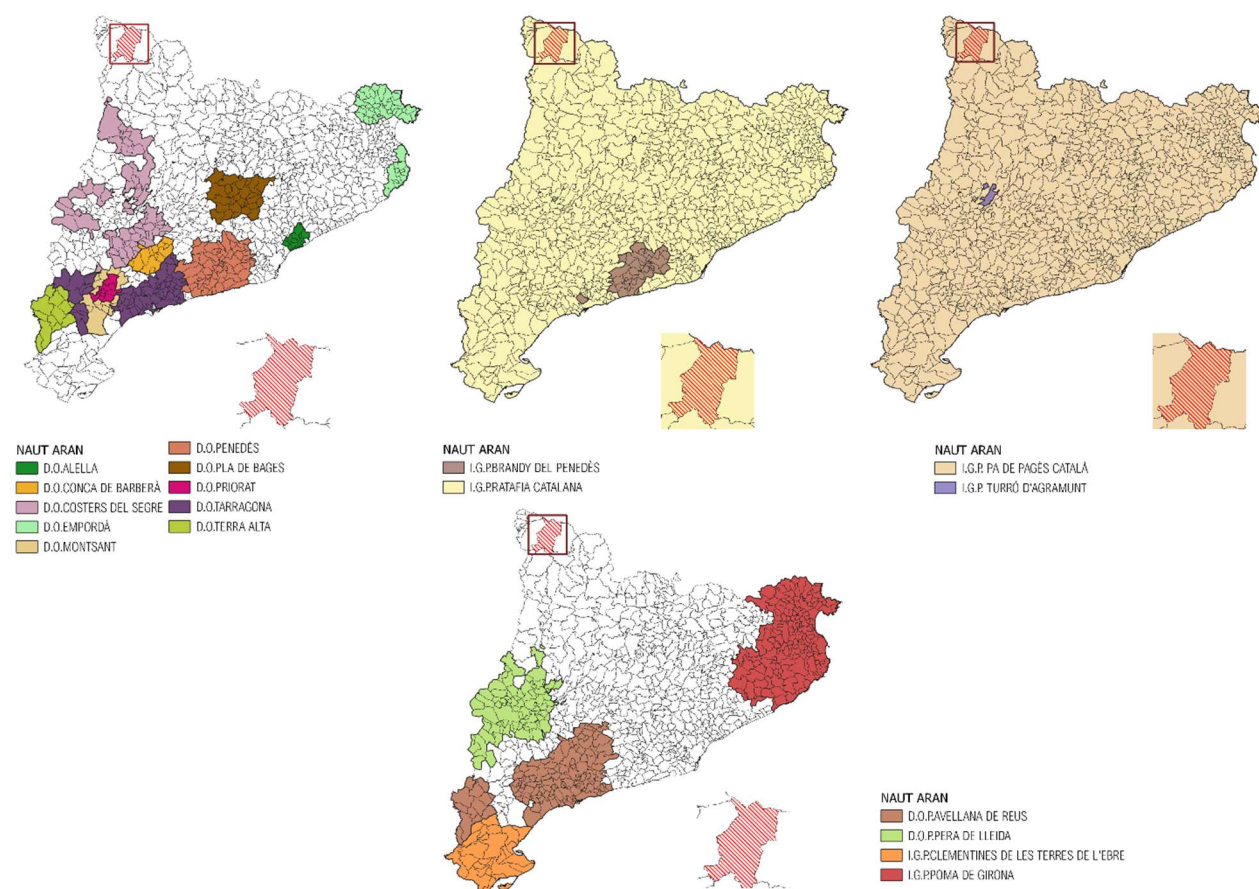 NAUT ARAN
D.O.ALELLA
D.O.CONCA DE BARBERÀ
D.O.COSTERS DEL SEGRE
D.O.EMPORDÀ
D.O.MONTSANT
D.O.PENEDÈS
D.O.PLA DE BAGES
D.O.PRIORAT
D.O.TARRAGONA
D.O.TERRA ALTA
NAUT ARAN
I.G.P.BRANDY DEL PENEDÈS
I.G.P.RATAFIA CATALANA
NAUT ARAN
I.G.P. PA DE PAGÈS CATALÀ
I.G.P. TURRÓ D'AGRAMUNT
NAUT ARAN
D.O.P.AVELLANA DE REUS
D.O.P.PERA DE LLEIDA
I.G.P.CLEMENTINES DE LES TERRES DE L'EBRE
I.G.P.POMA DE GIRONA